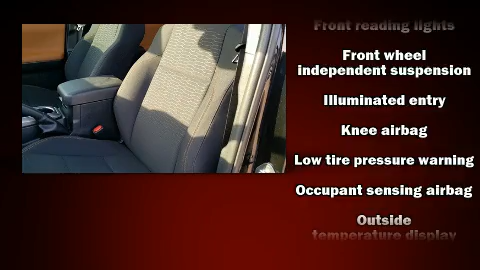 Front reading lights
Front wheel
independent suspension
Illuminated entry
Knee airbag
Low tire pressure warning
Occupant sensing airbag
Outside
temperature display